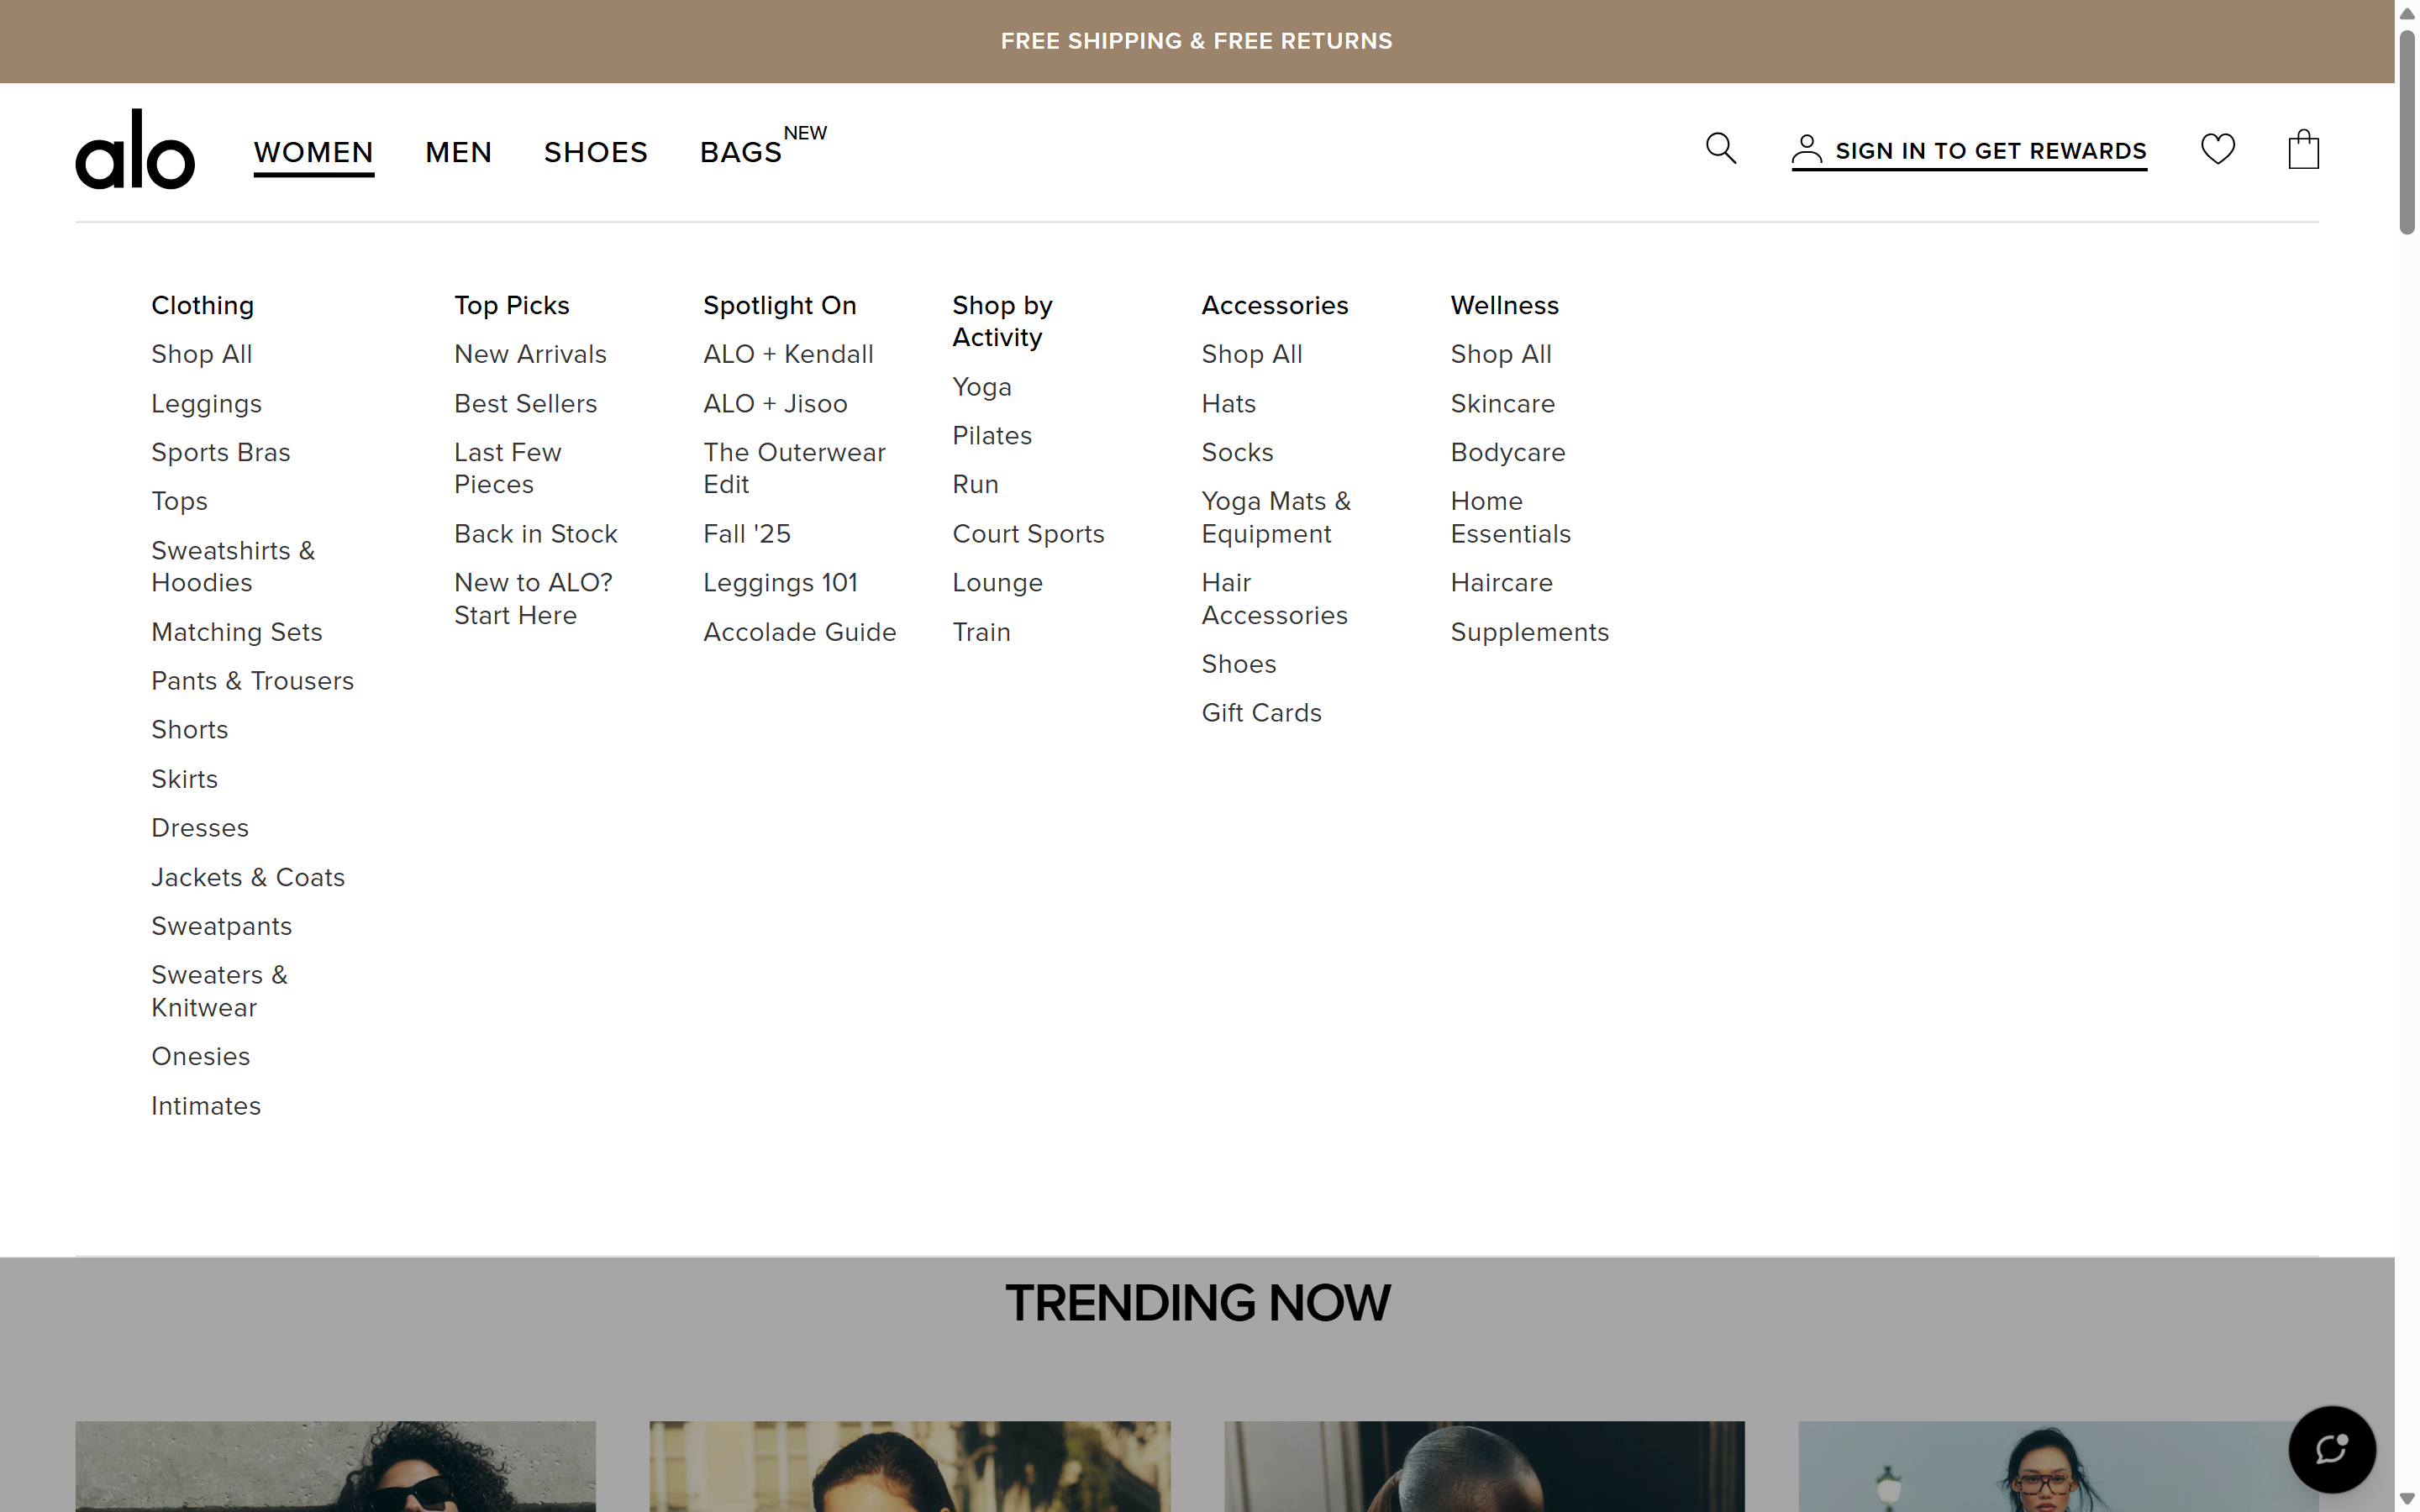 FREE SHIPPING & FREE RETURNS
alo
WOMEN
MEN
SHOES
BAGS
NEW
SIGN IN TO GET REWARDS
Clothing
Shop All
Leggings
Sports Bras
Tops
Sweatshirts &
Hoodies
Matching Sets
Pants & Trousers
Shorts
Skirts
Dresses
Jackets & Coats
Sweatpants
Sweaters &
Knitwear
Onesies
Intimates
Top Picks
New Arrivals
Best Sellers
Last Few
Pieces
Back in Stock
New to ALO?
Start Here
Spotlight On
ALO + Kendall
ALO + Jisoo
The Outerwear
Edit
Fall '25
Leggings 101
Accolade Guide
Shop by
Activity
Yoga
Pilates
Run
Court Sports
Lounge
Train
Accessories
Shop All
Hats
Socks
Yoga Mats &
Equipment
Hair
Accessories
Shoes
Gift Cards
Wellness
Shop All
Skincare
Bodycare
Home
Essentials
Haircare
Supplements
TRENDING NOW